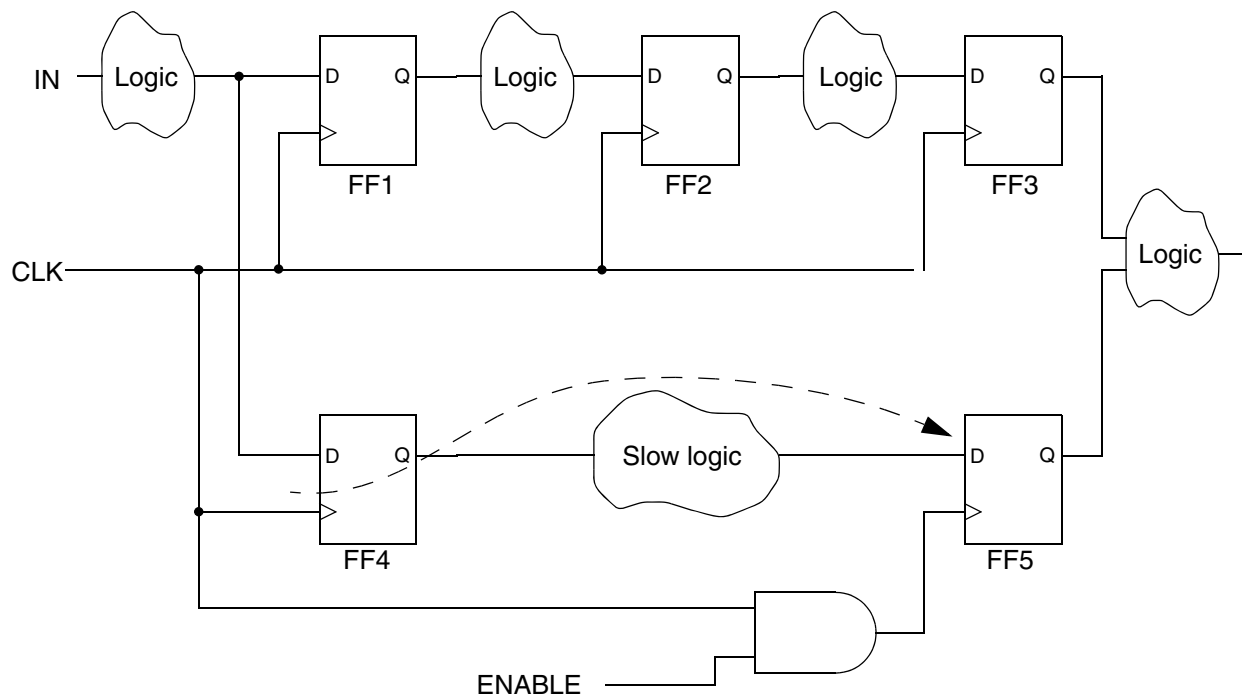 IN
Logic
D
Q
Logic
D
Q
Logic
D
Q
FF1
FF2
FF3
CLK
Logic
D
Q
Slow logic
D
Q
FF4
FF5
ENABLE